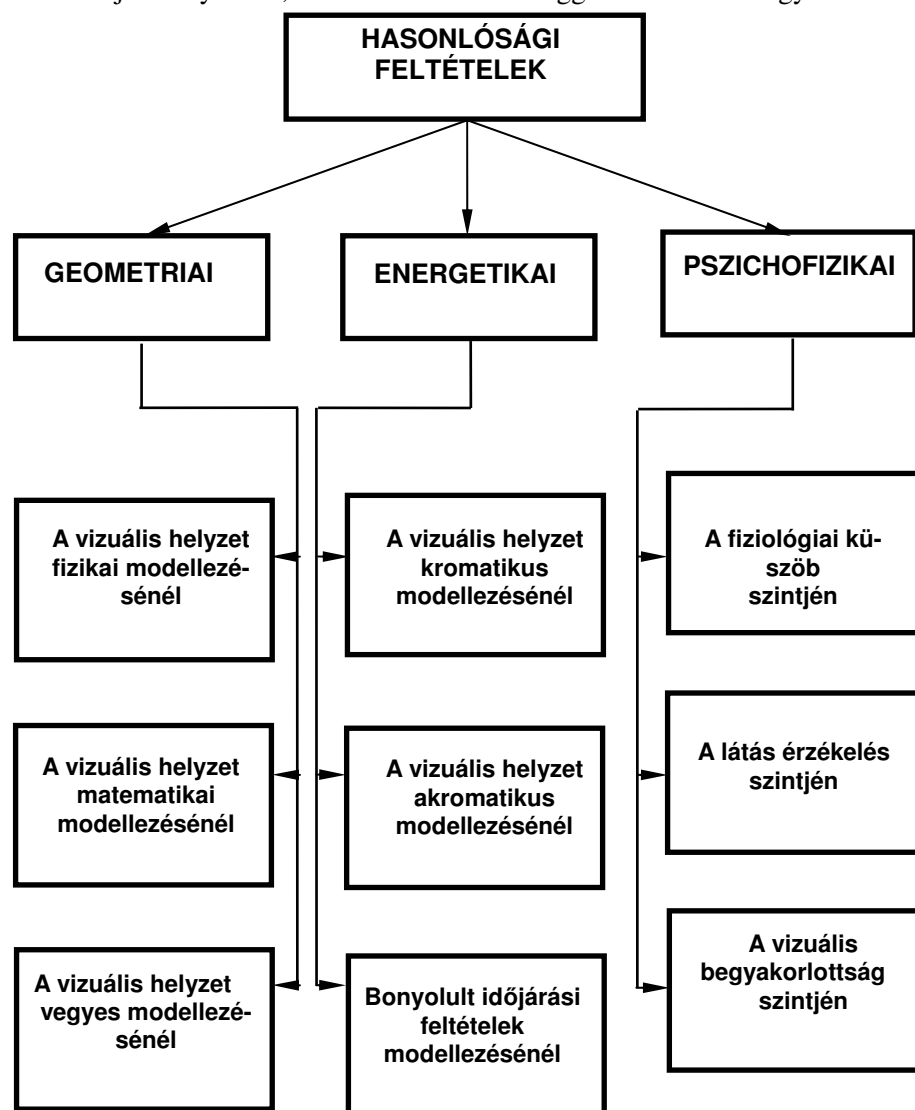 HASONLÓSÁGI
FELTÉTELEK
GEOMETRIAI
ENERGETIKAI
PSZICHOFIZIKAI
A vizuális helyzet
fizikai modellezé-
sénél
A vizuális helyzet
kromatikus
modellezésénél
A fiziológiai kü-
szöb
szintjén
A vizuális helyzet
matematikai
modellezésénél
A vizuális helyzet
akromatikus
modellezésénél
A látás érzékelés
szintjén
A vizuális helyzet
vegyes modellezé-
sénél
Bonyolult időjárási
feltételek
modellezésénél
A vizuális
begyakorlottság
szintjén